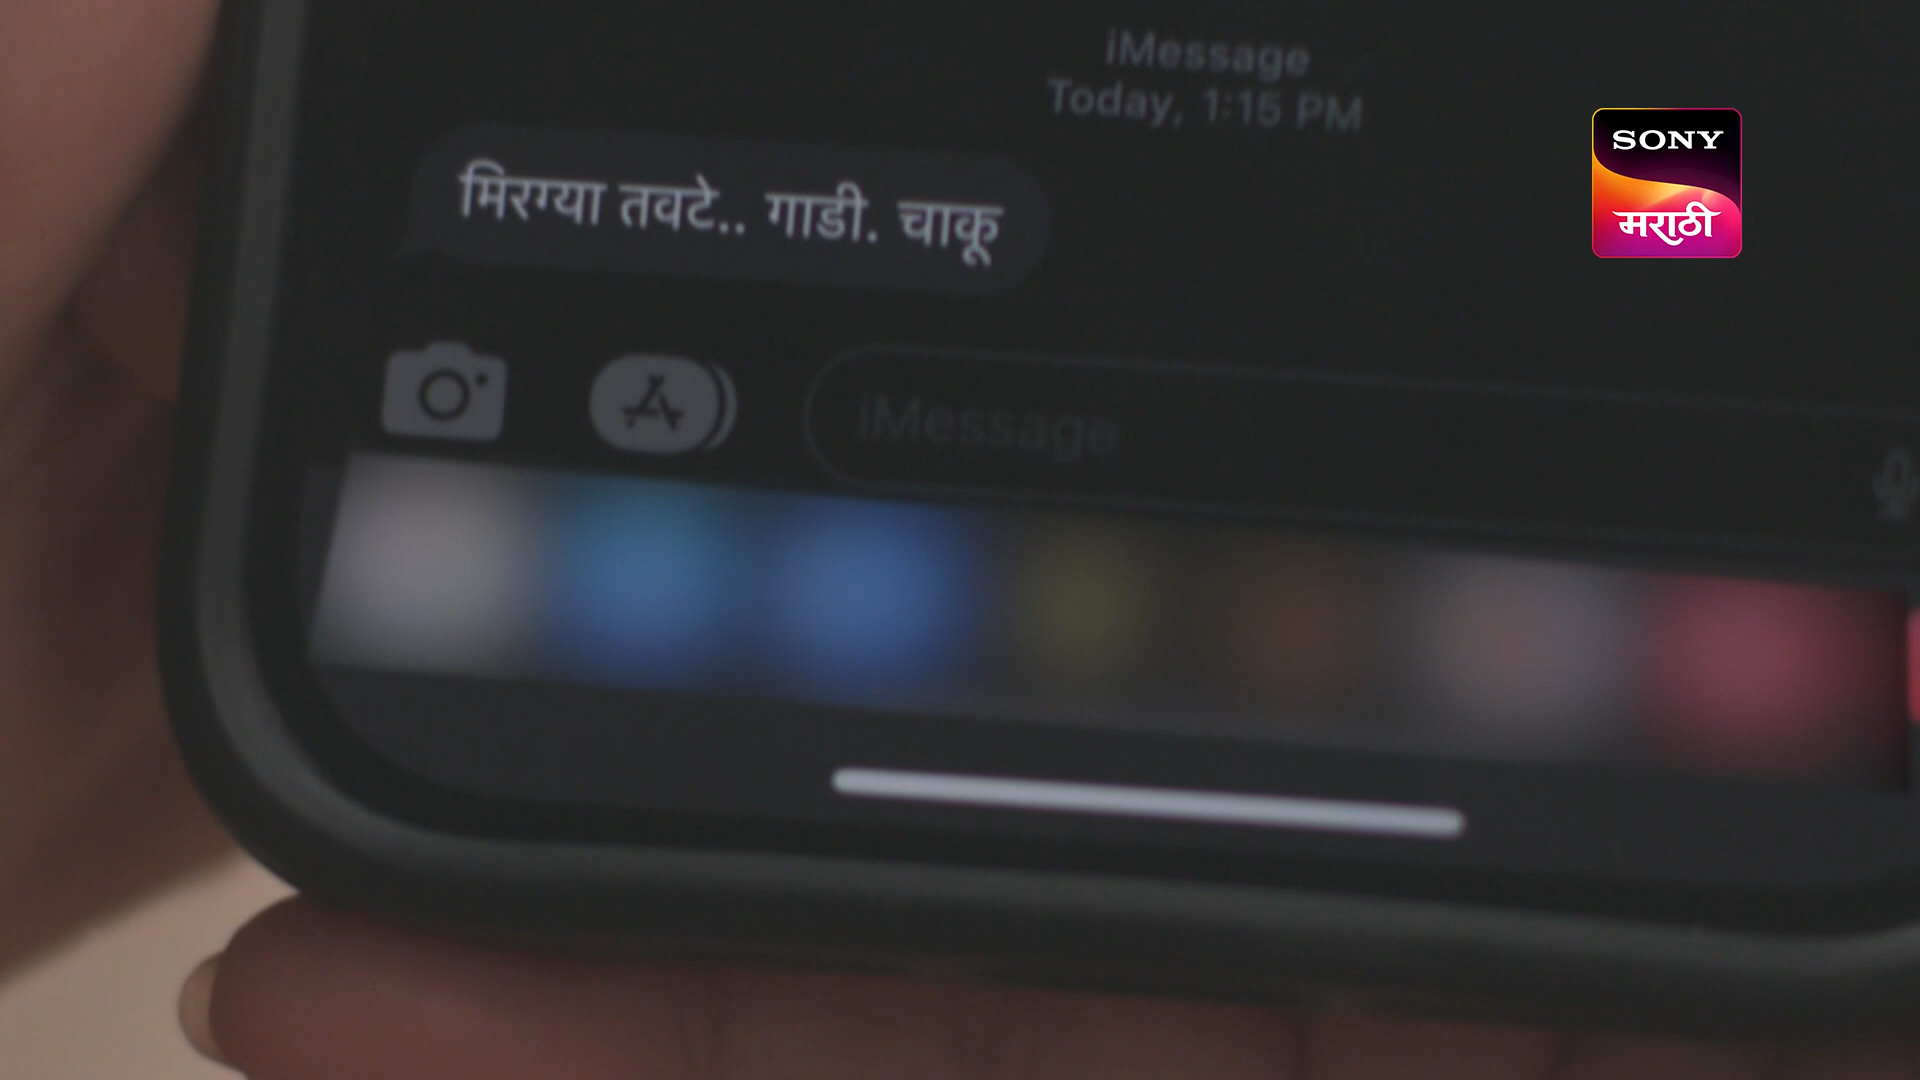 iMessage
Today, 1:15 PM
SONY
मराठी
मिरग्या तवटे.. गाडी. चाकू
iMessage